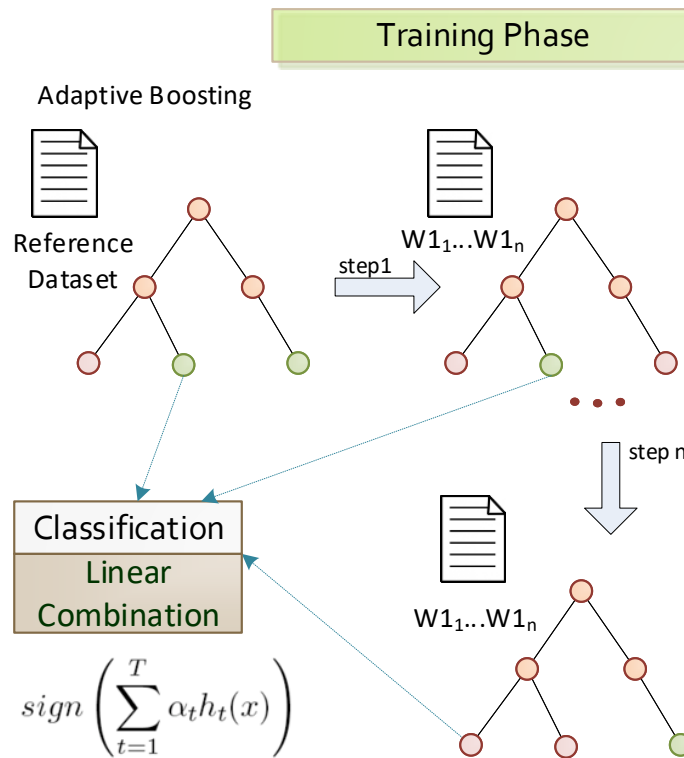 Training Phase
Adaptive Boosting
Reference
Dataset
step1
W1₁...W1ₙ
step n
Classification
Linear
Combination
W1₁...W1ₙ
sign ( ∑_{t=1}^{T} α_t h_t(x) )